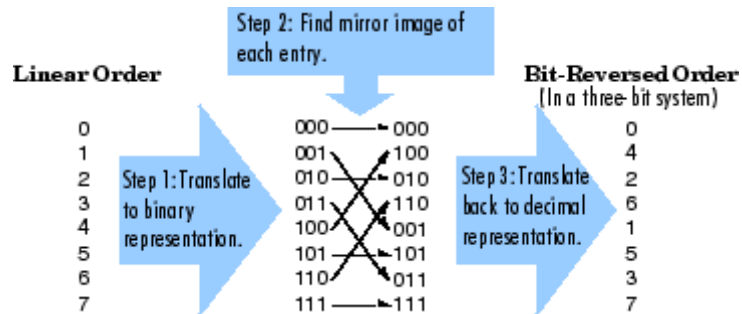 Step 2: Find mirror image of
each entry.
Linear Order
Bit-Reversed Order
(In a three-bit system)
0 000 000 0
1 001 100 4
2 010 010 2
3 011 110 6
4 100 001 1
5 101 101 5
6 110 011 3
7 111 111 7
Step 1: Translate
to binary
representation.
Step 3: Translate
back to decimal
representation.